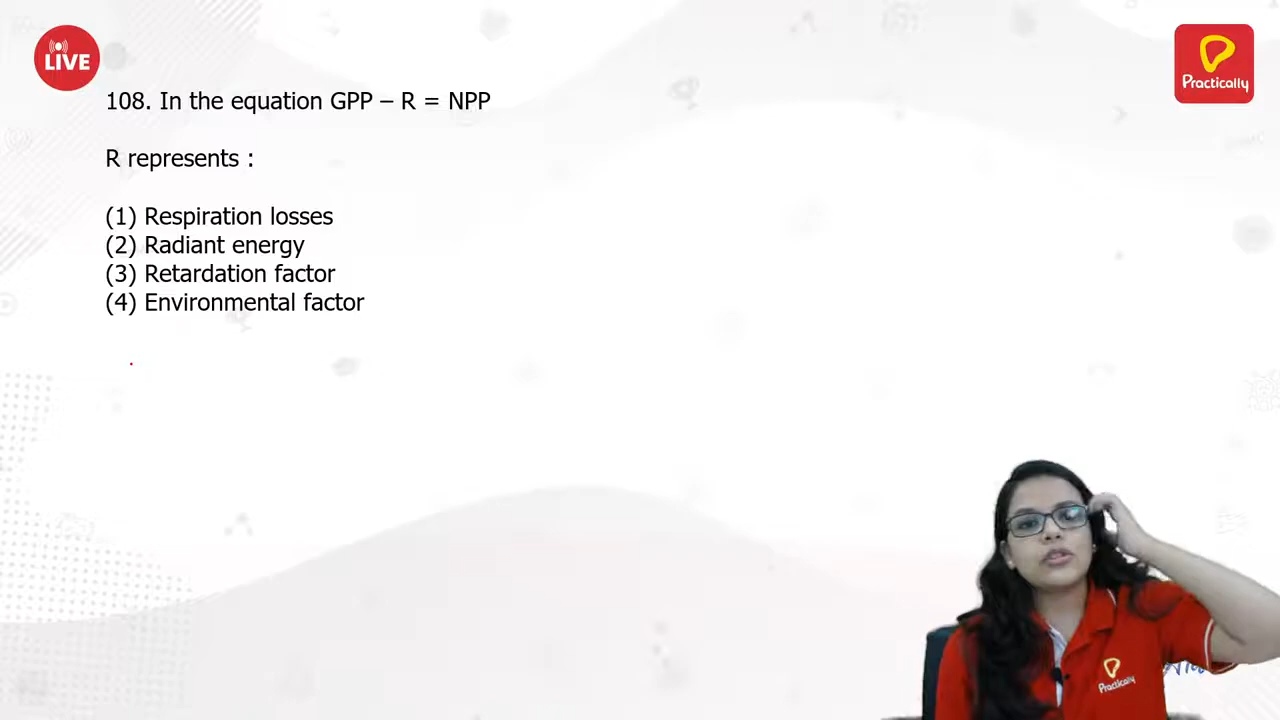 LIVE
Practically
108. In the equation GPP – R = NPP
R represents :
(1) Respiration losses
(2) Radiant energy
(3) Retardation factor
(4) Environmental factor
Practically